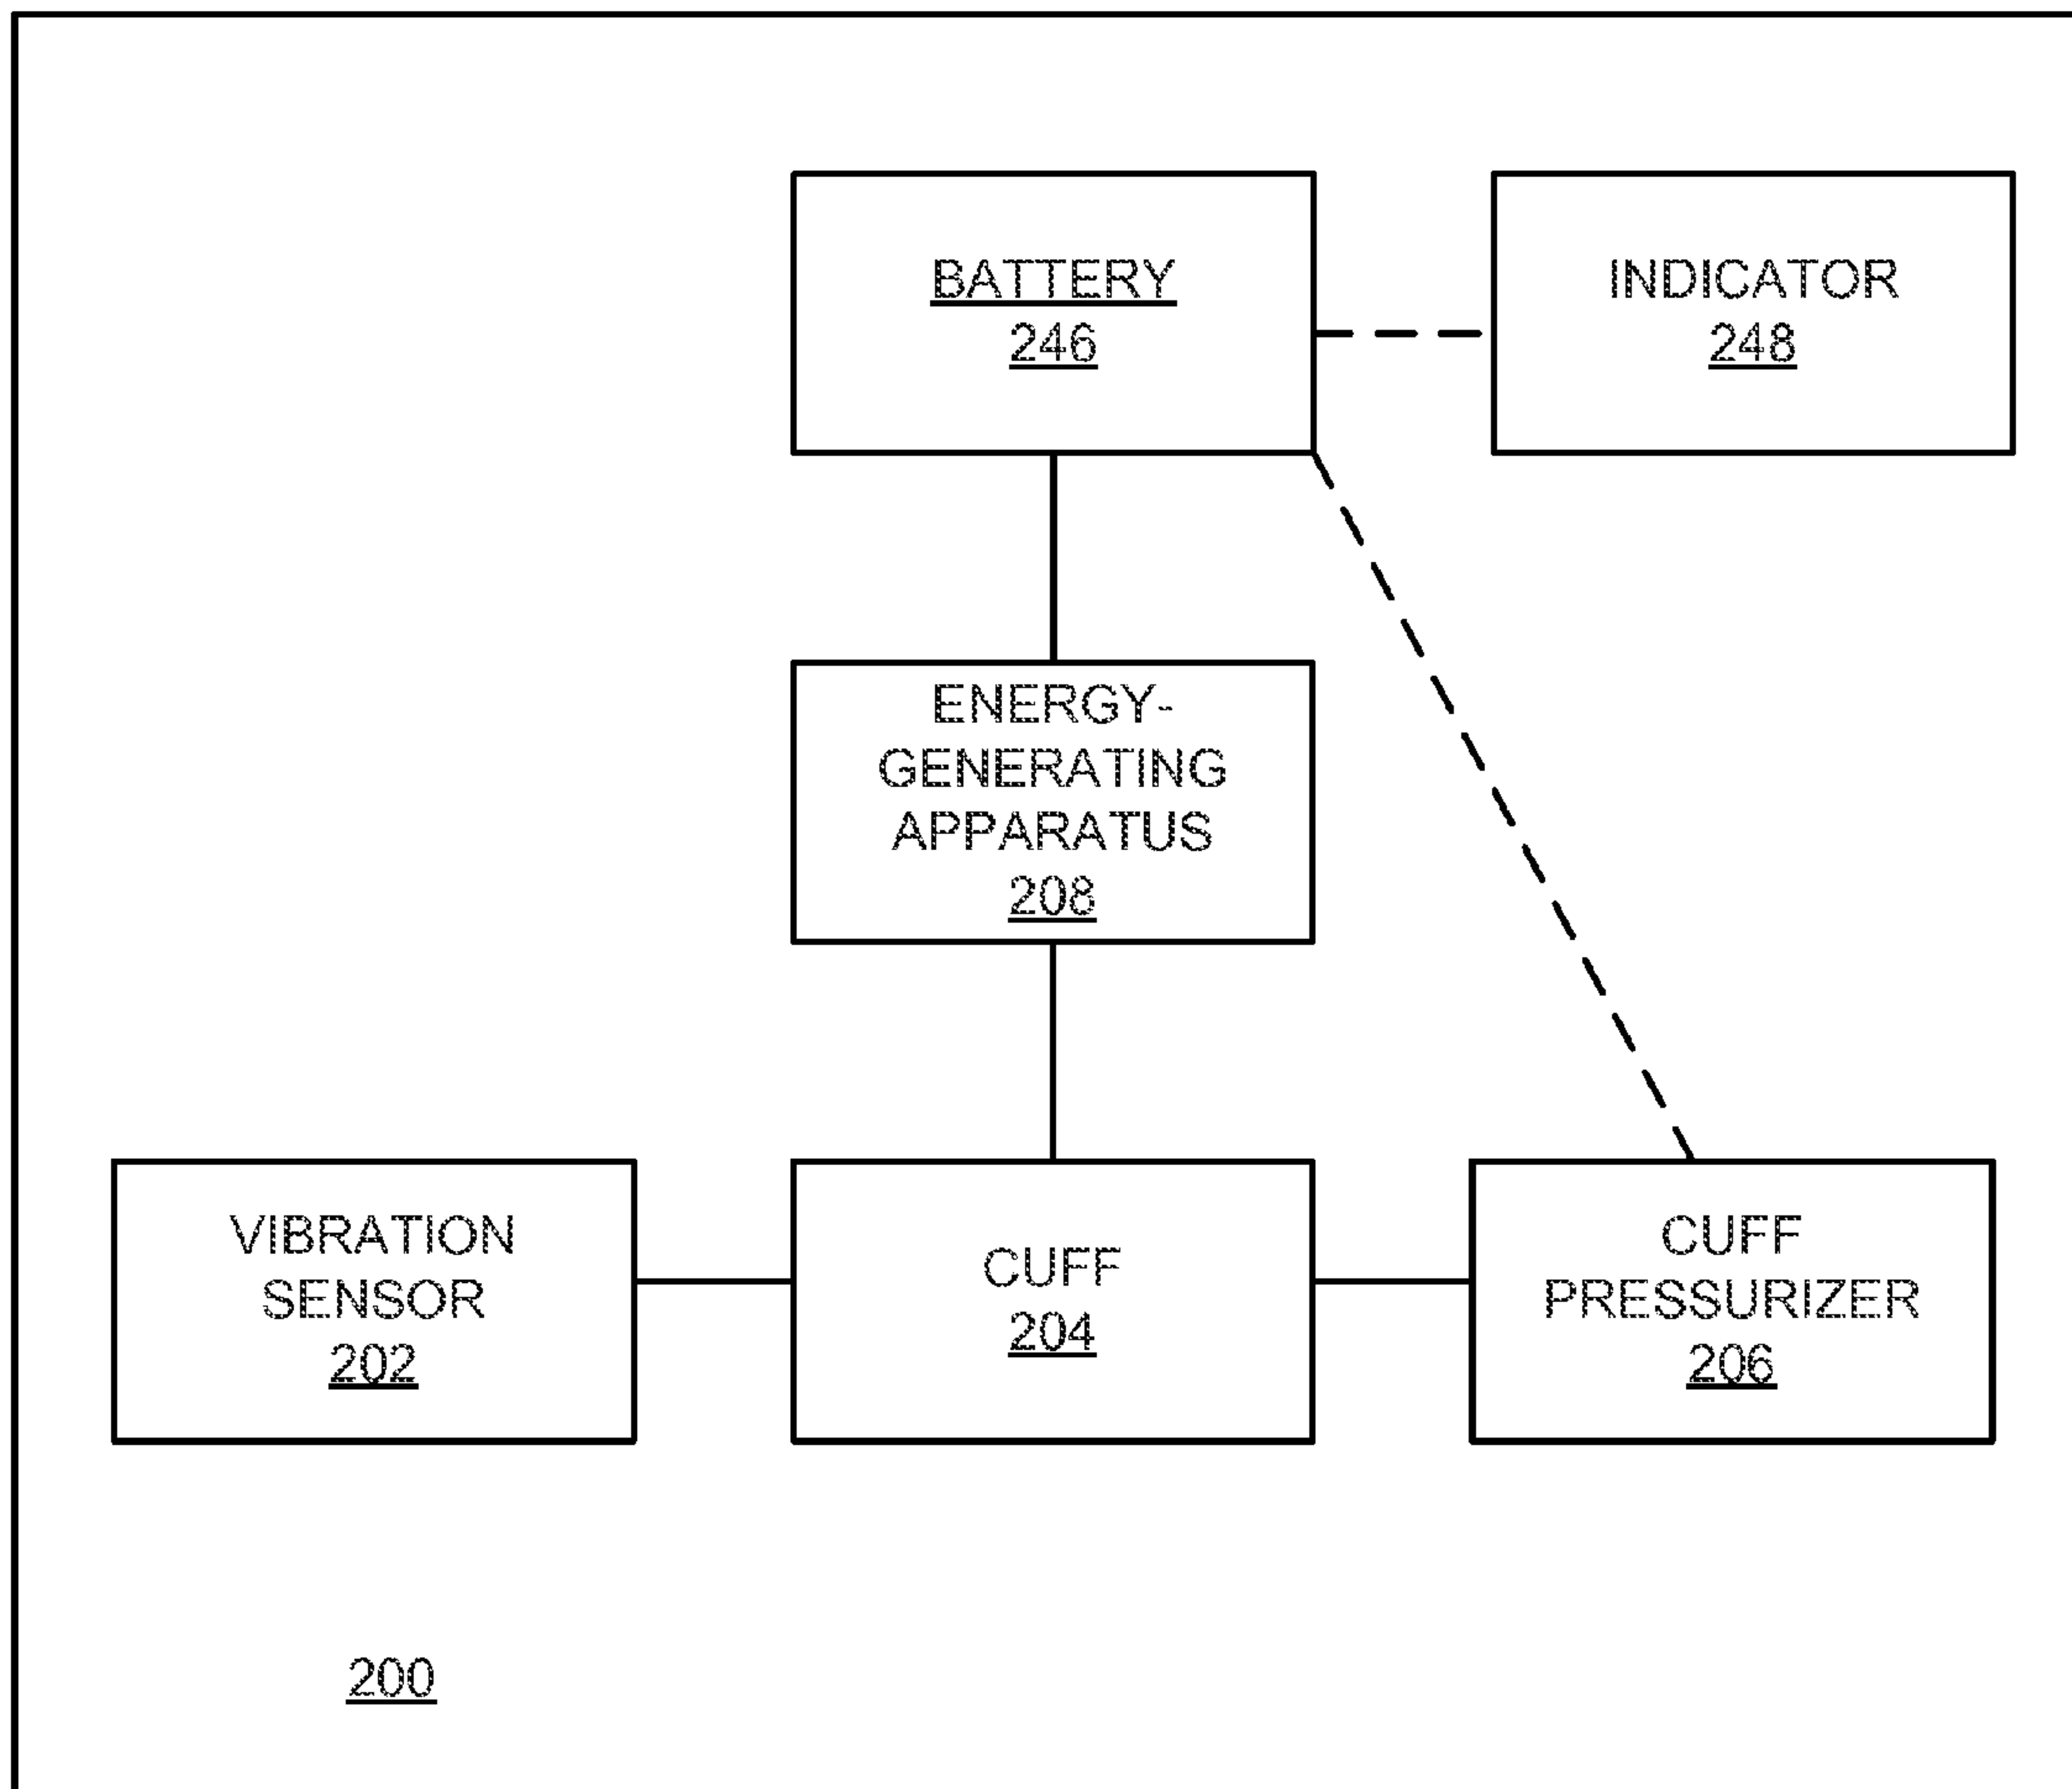 BATTERY
246
INDICATOR
248
ENERGY-
GENERATING
APPARATUS
208
VIBRATION
SENSOR
202
CUFF
204
CUFF
PRESSURIZER
206
200